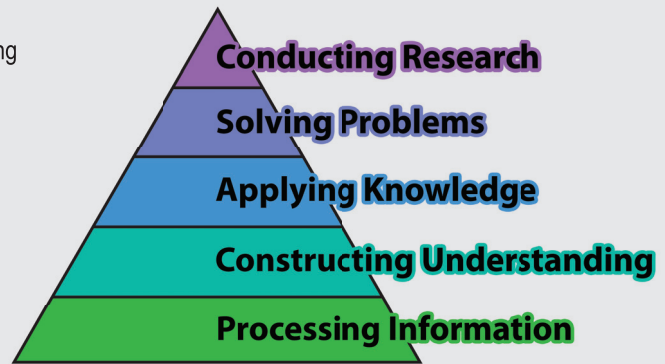 Conducting Research
Solving Problems
Applying Knowledge
Constructing Understanding
Processing Information